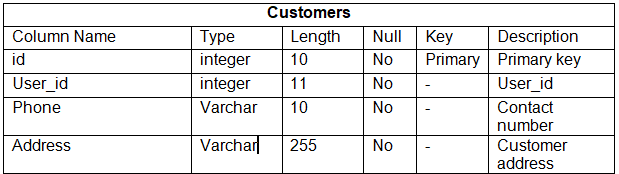 Customers
Column Name Type Length Null Key Description
id integer 10 No Primary Primary key
User_id integer 11 No - User_id
Phone Varchar 10 No - Contact
number
Address Varchar 255 No - Customer
address